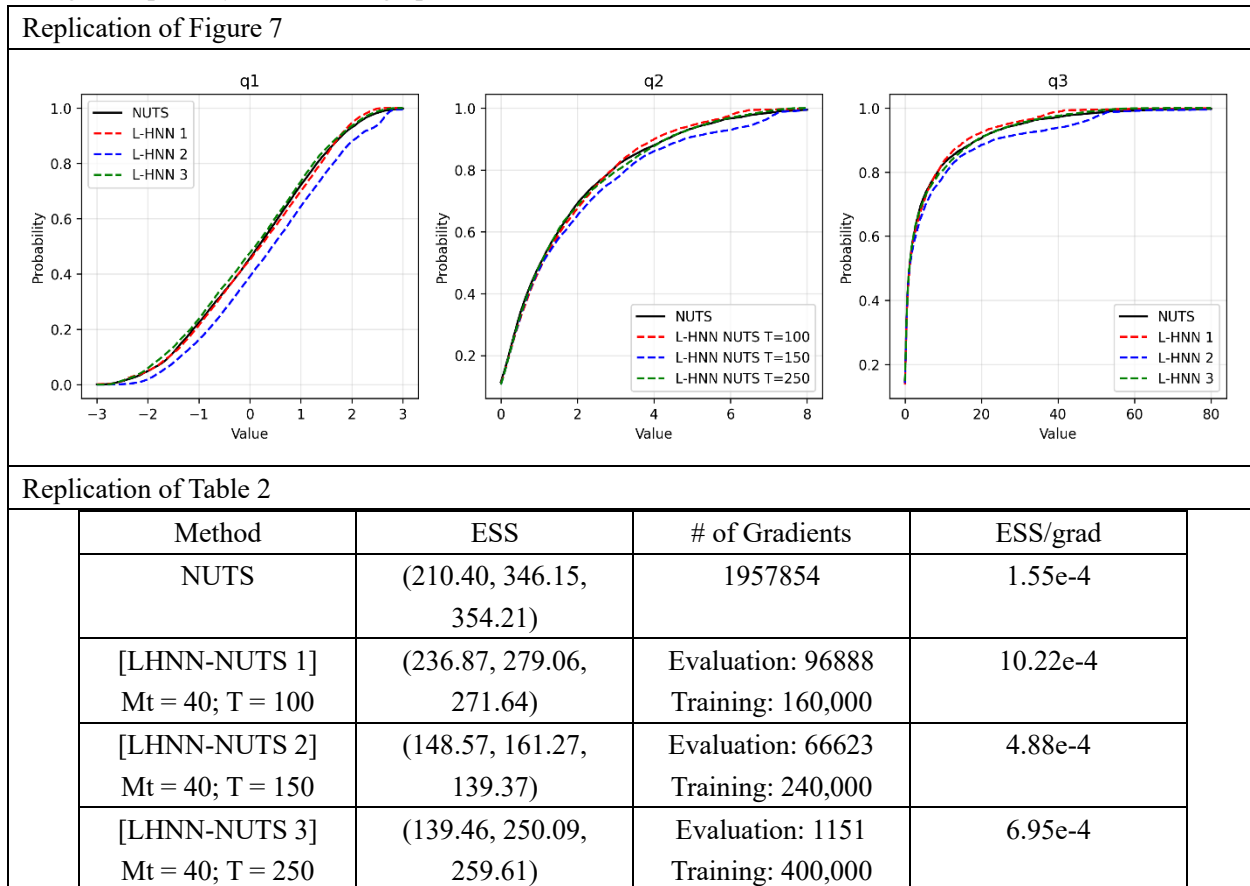 Replication of Figure 7
q1
1.0
0.8
0.6
0.4
0.2
0.0
Probability
NUTS
L-HNN 1
L-HNN 2
L-HNN 3
−3 −2 −1 0 1 2 3
Value
q2
1.0
0.8
0.6
0.4
0.2
Probability
NUTS
L-HNN NUTS T=100
L-HNN NUTS T=150
L-HNN NUTS T=250
0 2 4 6 8
Value
q3
1.0
0.8
0.6
0.4
0.2
Probability
NUTS
L-HNN 1
L-HNN 2
L-HNN 3
0 20 40 60 80
Value
Replication of Table 2
Method ESS # of Gradients ESS/grad
NUTS (210.40, 346.15, 1957854 1.55e-4
354.21)
[LHNN-NUTS 1] (236.87, 279.06, Evaluation: 96888 10.22e-4
Mt = 40; T = 100 271.64) Training: 160,000
[LHNN-NUTS 2] (148.57, 161.27, Evaluation: 66623 4.88e-4
Mt = 40; T = 150 139.37) Training: 240,000
[LHNN-NUTS 3] (139.46, 250.09, Evaluation: 1151 6.95e-4
Mt = 40; T = 250 259.61) Training: 400,000